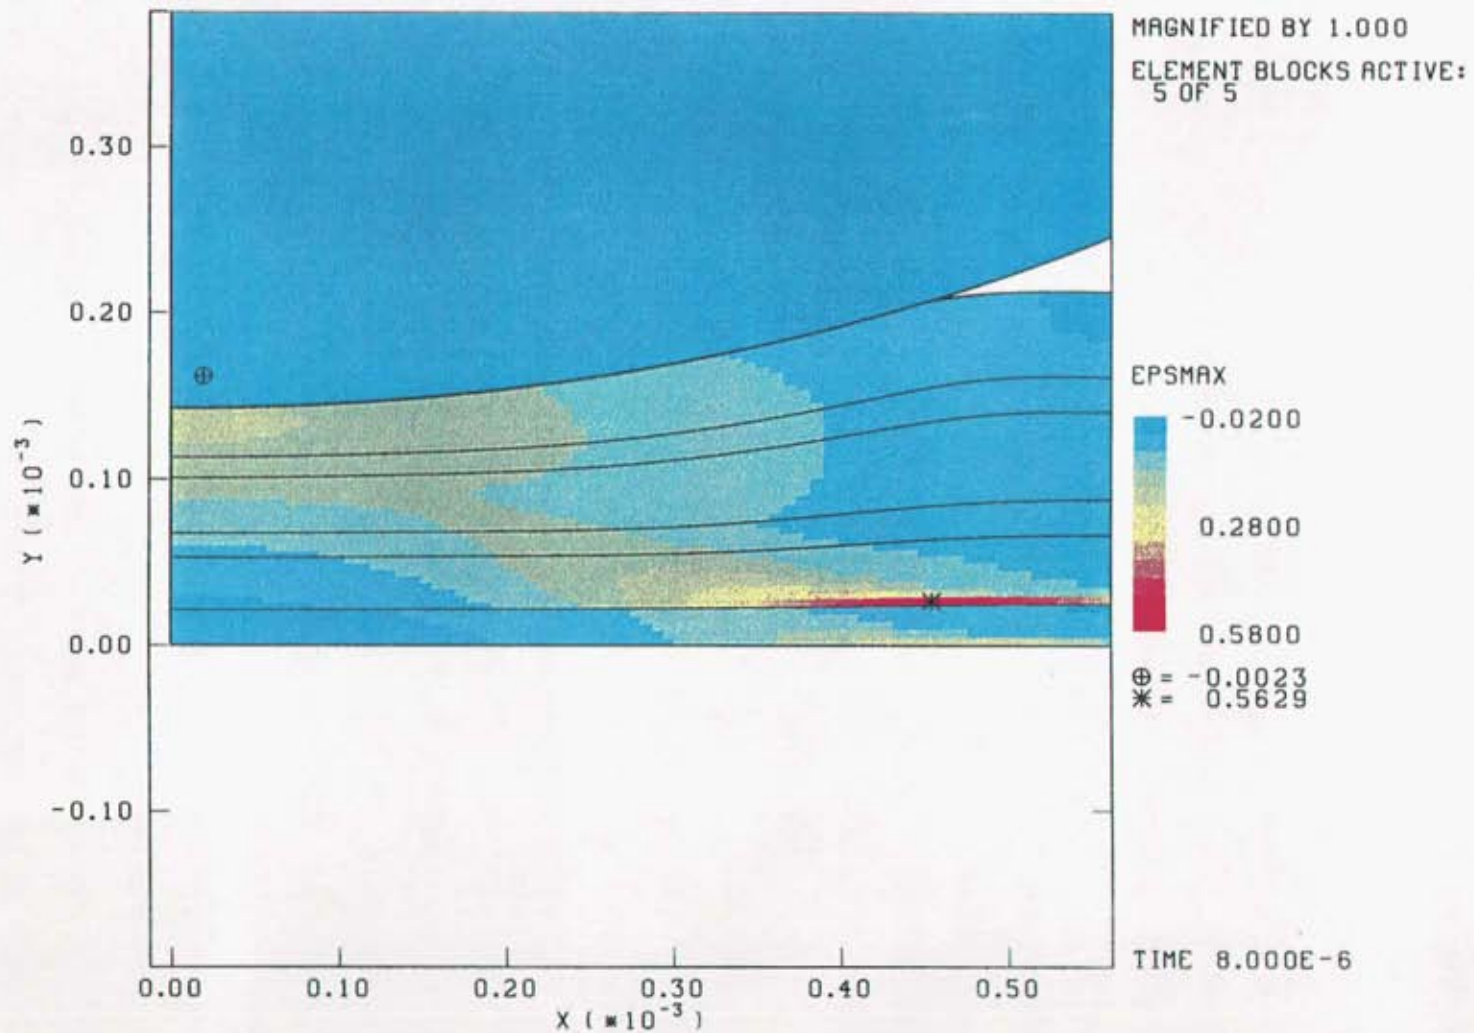 MAGNIFIED BY 1.000
ELEMENT BLOCKS ACTIVE:
5 OF 5
0.30
0.20
0.10
0.00
-0.10
Y (*10^-3)
EPSMAX
-0.0200
0.2800
0.5800
⊕ = -0.0023
* = 0.5629
TIME 8.000E-6
0.00 0.10 0.20 0.30 0.40 0.50
X (*10^-3)